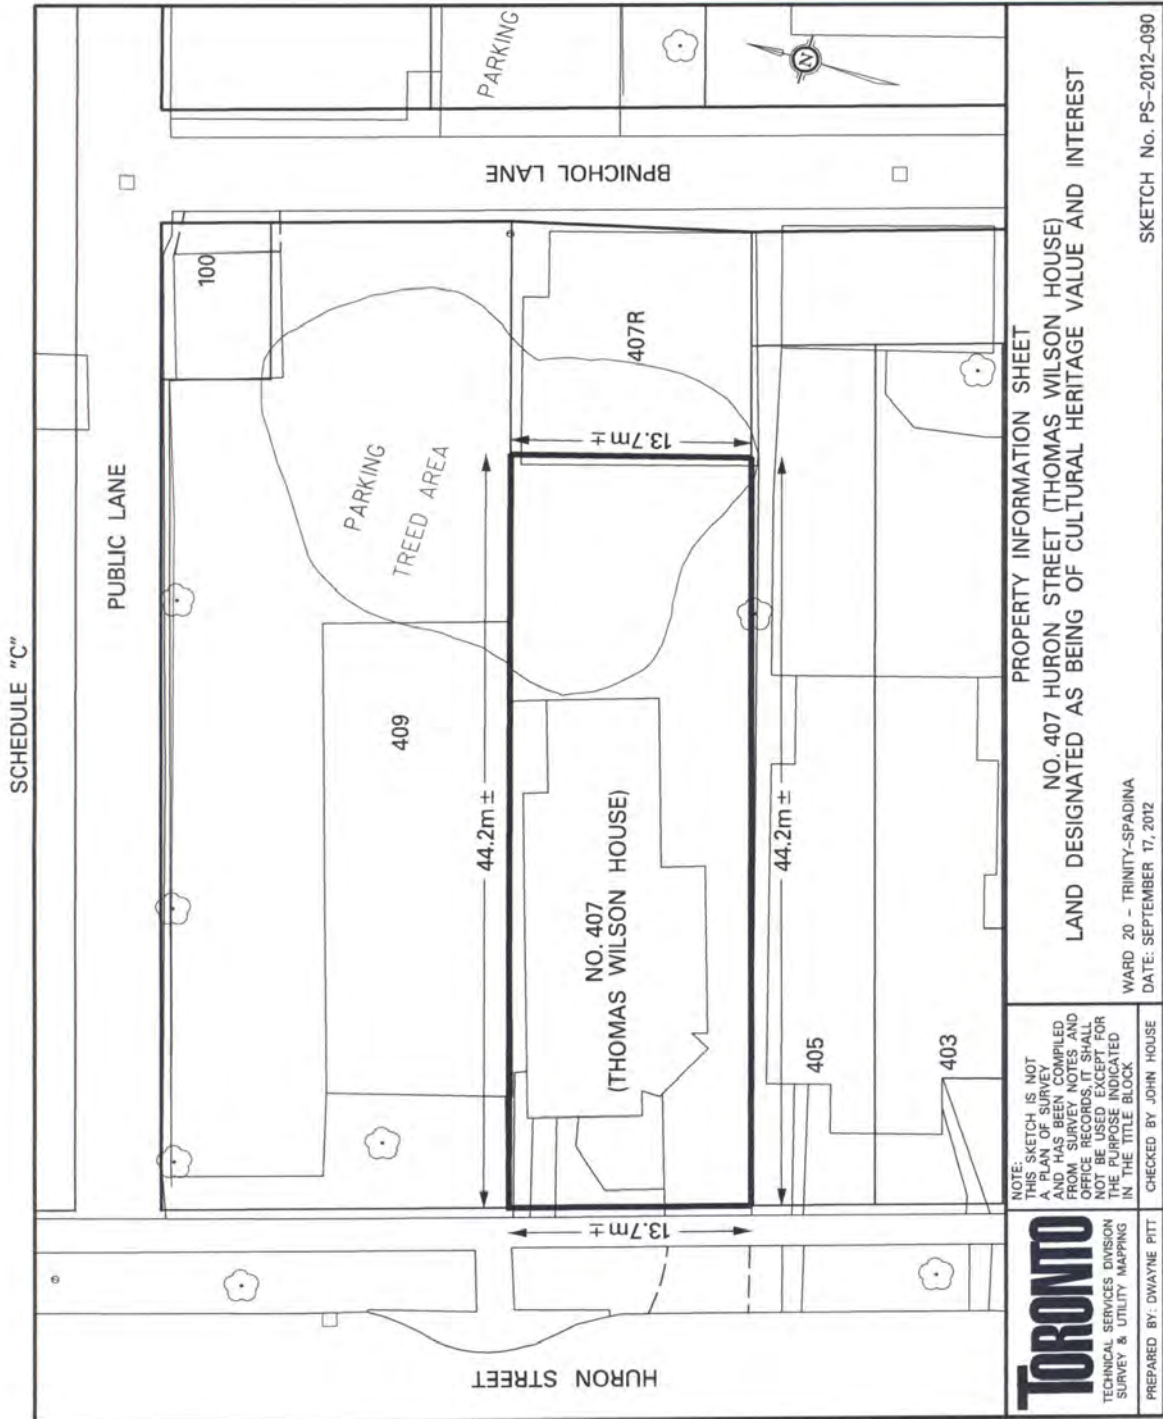 SCHEDULE "C"
PUBLIC LANE
100
PARKING
BPNICHOL LANE
N
PARKING
TREED AREA
407R
13.7m ±
409
44.2m ±
NO. 407
(THOMAS WILSON HOUSE)
44.2m ±
405
403
13.7m ±
HURON STREET
TORONTO
TECHNICAL SERVICES DIVISION
SURVEY & UTILITY MAPPING
PREPARED BY: DWAYNE PITT
NOTE:
THIS SKETCH IS NOT
A PLAN OF SURVEY
AND HAS BEEN COMPILED
FROM SURVEY NOTES AND
OFFICE RECORDS, IT SHALL
NOT BE USED EXCEPT FOR
THE PURPOSE INDICATED
IN THE TITLE BLOCK
CHECKED BY JOHN HOUSE
PROPERTY INFORMATION SHEET
NO. 407 HURON STREET (THOMAS WILSON HOUSE)
LAND DESIGNATED AS BEING OF CULTURAL HERITAGE VALUE AND INTEREST
WARD 20 - TRINITY-SPADINA
DATE: SEPTEMBER 17, 2012
SKETCH No. PS-2012-090